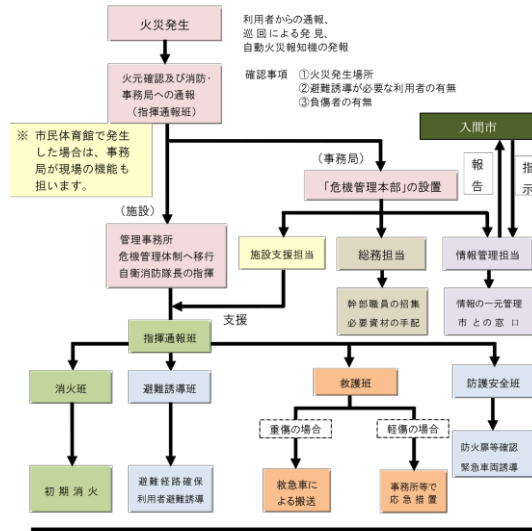 火災発生
利用者からの通報、
巡回による発見、
自動火災報知機の発報
火元確認及び消防・
事務局への通報
（指揮通報班）
確認事項　①火災発生場所
②避難誘導が必要な利用者の有無
③負傷者の有無
※ 市民体育館で発生
した場合は、事務
局が現場の機能も
担います。
入間市
（事務局）
報告
指示
「危機管理本部」の設置
（施設）
管理事務所
危機管理体制へ移行
自衛消防隊長の指揮
施設支援担当
総務担当
情報管理担当
幹部職員の招集
必要資材の手配
情報の一元管理
市との窓口
支援
指揮通報班
消火班
避難誘導班
救護班
防護安全班
重傷の場合
軽傷の場合
防火扉等確認
緊急車両誘導
初期消火
避難経路確保
利用者避難誘導
救急車に
よる搬送
事務所等で
応急措置